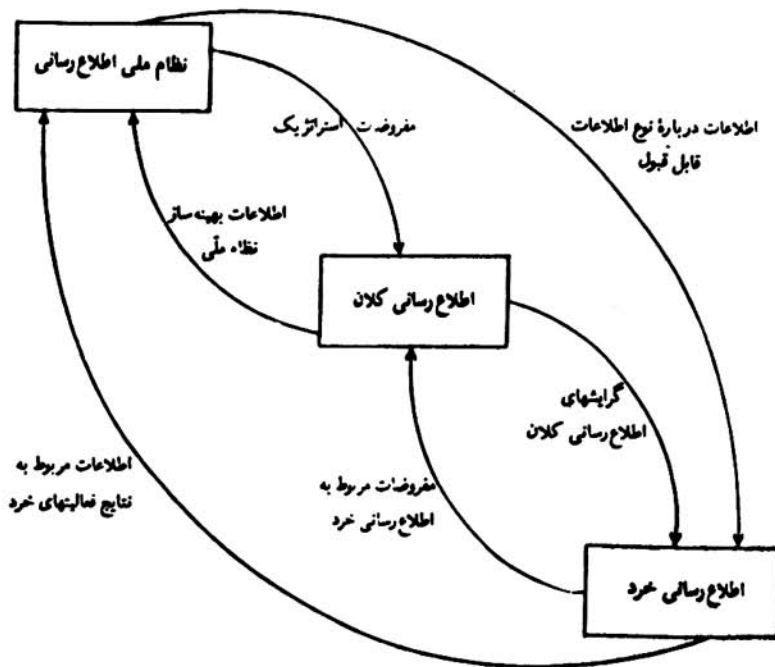 نظام ملی اطلاع رسانی
مفروضات استراتژیک
اطلاعات دربارهٔ نوع اطلاعات
قابل قبول
اطلاعات بهینه‌ساز
نظام ملّی
اطلاع رسانی کلان
گرایشهای
اطلاع رسانی کلان
اطلاعات مربوط به
نتایج فعالیتهای خرد
مفروضات مربوط به
اطلاع رسانی خرد
اطلاع رسانی خرد